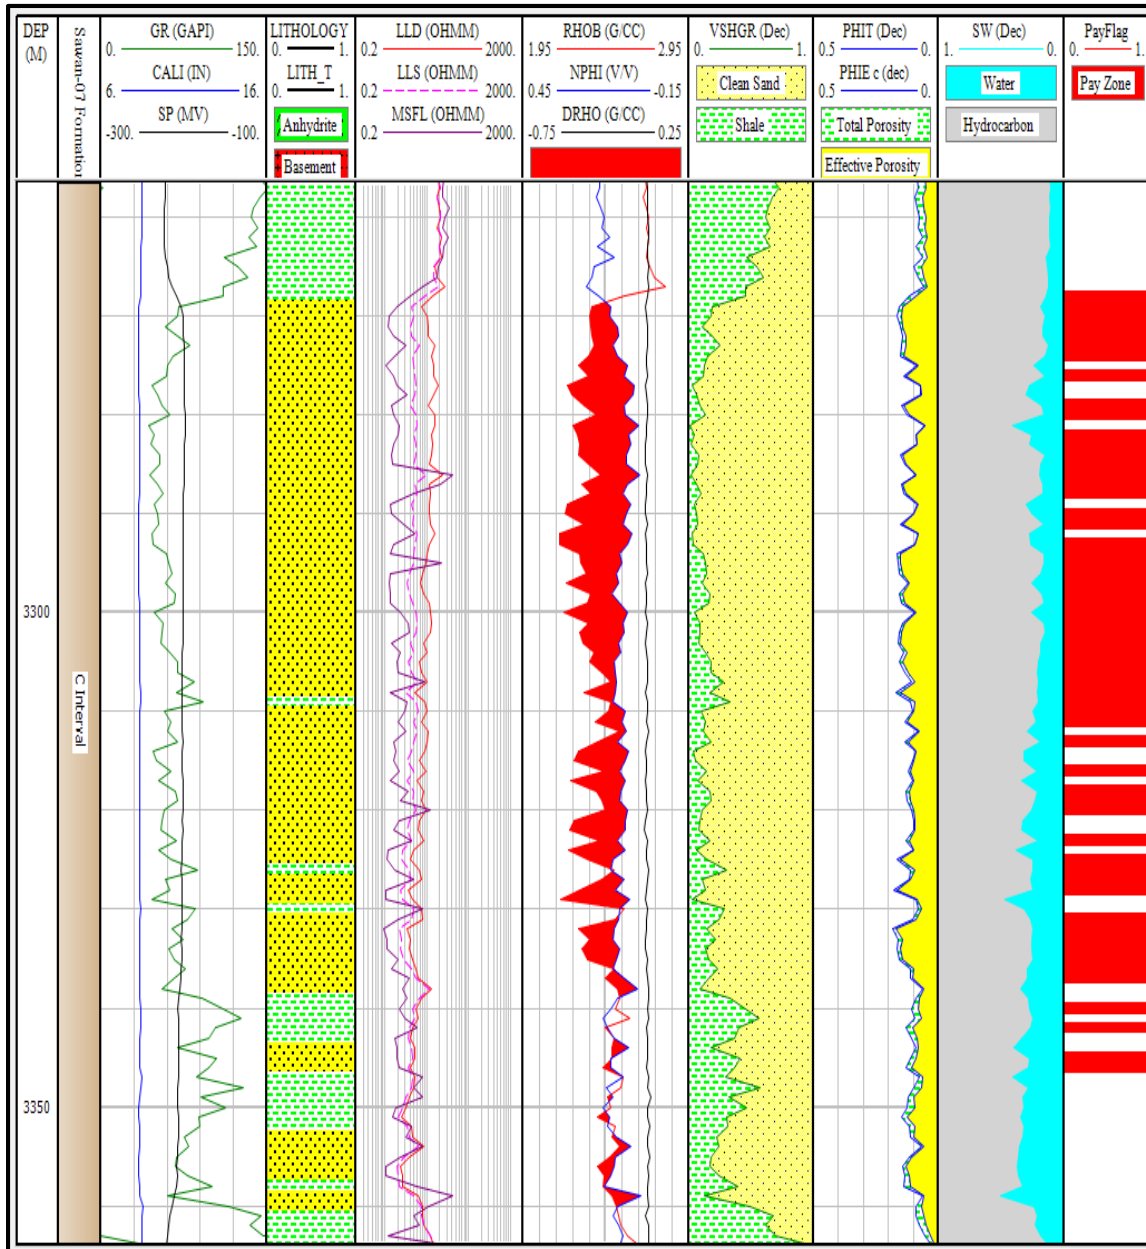 DEP
(M)
Sawan-07 Formation
GR (GAPI)
0. 150.
CALI (IN)
6. 16.
SP (MV)
-300. -100.
LITHOLOGY
0. 1.
LITH_T
0. 1.
Anhydrite
Basement
LLD (OHMM)
0.2 2000.
LLS (OHMM)
0.2 2000.
MSFL (OHMM)
0.2 2000.
RHOB (G/CC)
1.95 2.95
NPHI (V/V)
0.45 -0.15
DRHO (G/CC)
-0.75 0.25
VSHGR (Dec)
0. 1.
Clean Sand
Shale
PHIT (Dec)
0.5 0.
PHIE c (dec)
0.5 0.
Total Porosity
Effective Porosity
SW (Dec)
1. 0.
Water
Hydrocarbon
PayFlag
0. 1.
Pay Zone
3300
C Interval
3350